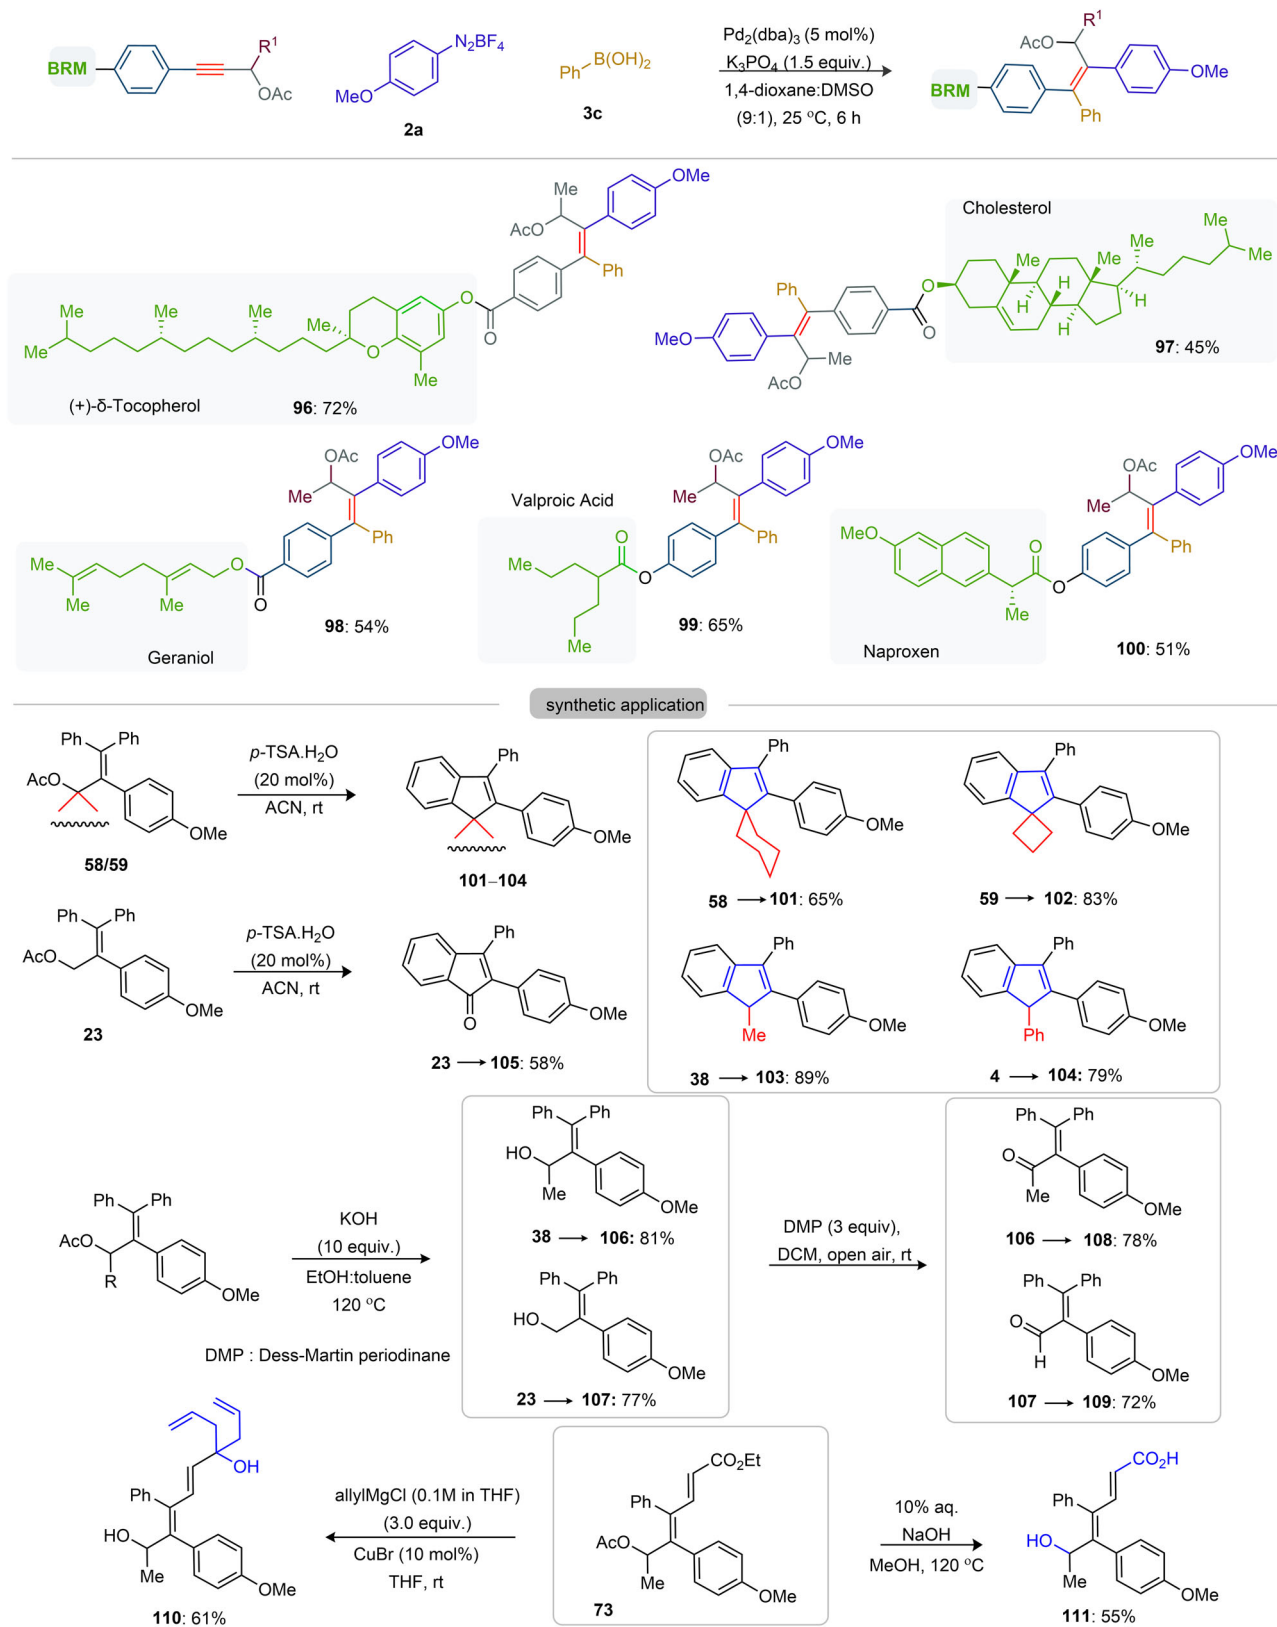 BRM
R1
OAc
N2BF4
MeO
2a
Ph
B(OH)2
3c
Pd2(dba)3 (5 mol%)
K3PO4 (1.5 equiv.)
1,4-dioxane:DMSO
(9:1), 25 oC, 6 h
R1
AcO
OMe
BRM
Ph
Me
OMe
AcO
Ph
O
O
Me
Me
Me
Me
Me
O
Me
(+)-δ-Tocopherol
96: 72%
Cholesterol
Me
Me
Me
Me
Me
H
H
H
H
Ph
O
O
MeO
Me
AcO
97: 45%
OAc
OMe
Me
Ph
Me
Me
Me
O
O
98: 54%
Geraniol
Valproic Acid
OAc
OMe
Me
Ph
O
Me
O
Me
99: 65%
OAc
OMe
Me
Ph
MeO
O
O
Me
Naproxen
100: 51%
synthetic application
Ph
Ph
AcO
OMe
58/59
p-TSA.H2O
(20 mol%)
ACN, rt
Ph
OMe
101–104
Ph
OMe
58 → 101: 65%
Ph
OMe
59 → 102: 83%
Ph
Ph
AcO
OMe
23
p-TSA.H2O
(20 mol%)
ACN, rt
Ph
O
OMe
23 → 105: 58%
Ph
OMe
Me
38 → 103: 89%
Ph
OMe
Ph
4 → 104: 79%
Ph
Ph
AcO
R
OMe
KOH
(10 equiv.)
EtOH:toluene
120 oC
DMP : Dess-Martin periodinane
Ph
Ph
HO
Me
OMe
38 → 106: 81%
Ph
Ph
HO
OMe
23 → 107: 77%
DMP (3 equiv),
DCM, open air, rt
Ph
Ph
O
Me
OMe
106 → 108: 78%
Ph
Ph
O
H
OMe
107 → 109: 72%
OH
Ph
HO
Me
OMe
110: 61%
allylMgCl (0.1M in THF)
(3.0 equiv.)
CuBr (10 mol%)
THF, rt
CO2Et
Ph
AcO
Me
OMe
73
10% aq.
NaOH
MeOH, 120 oC
CO2H
Ph
HO
Me
OMe
111: 55%